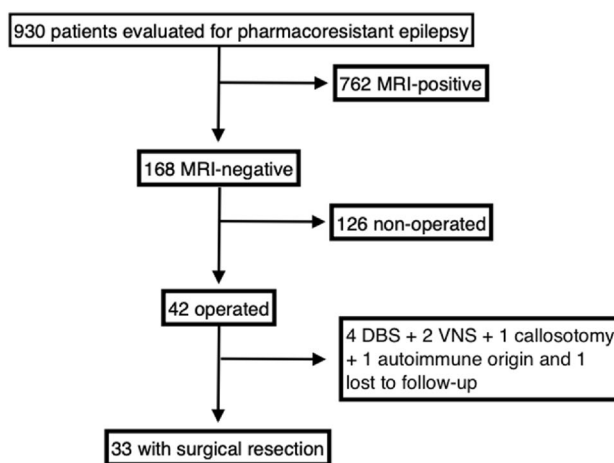 930 patients evaluated for pharmacoresistant epilepsy
762 MRI-positive
168 MRI-negative
126 non-operated
42 operated
4 DBS + 2 VNS + 1 callosotomy
+ 1 autoimmune origin and 1
lost to follow-up
33 with surgical resection